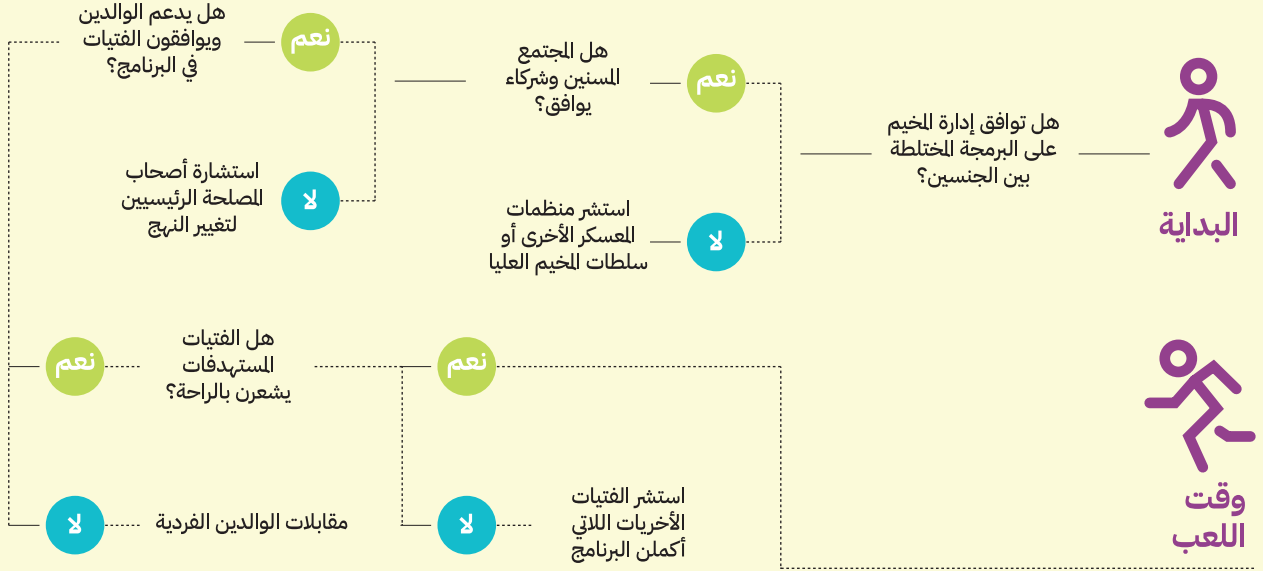 البداية
هل توافق إدارة المخيم
على البرمجة المختلطة
بين الجنسين؟
نعم
هل المجتمع
المسنين وشركاء
يوافق؟
لا
استشر منظمات
المعسكر الأخرى أو
سلطات المخيم العليا
نعم
هل يدعم الوالدين
ويوافقون الفتيات
في البرنامج؟
لا
استشارة أصحاب
المصلحة الرئيسيين
لتغيير النهج
نعم
هل الفتيات
المستهدفات
يشعرن بالراحة؟
لا
مقابلات الوالدين الفردية
نعم
لا
استشر الفتيات
الأخريات اللاتي
أكملن البرنامج
وقت
اللعب